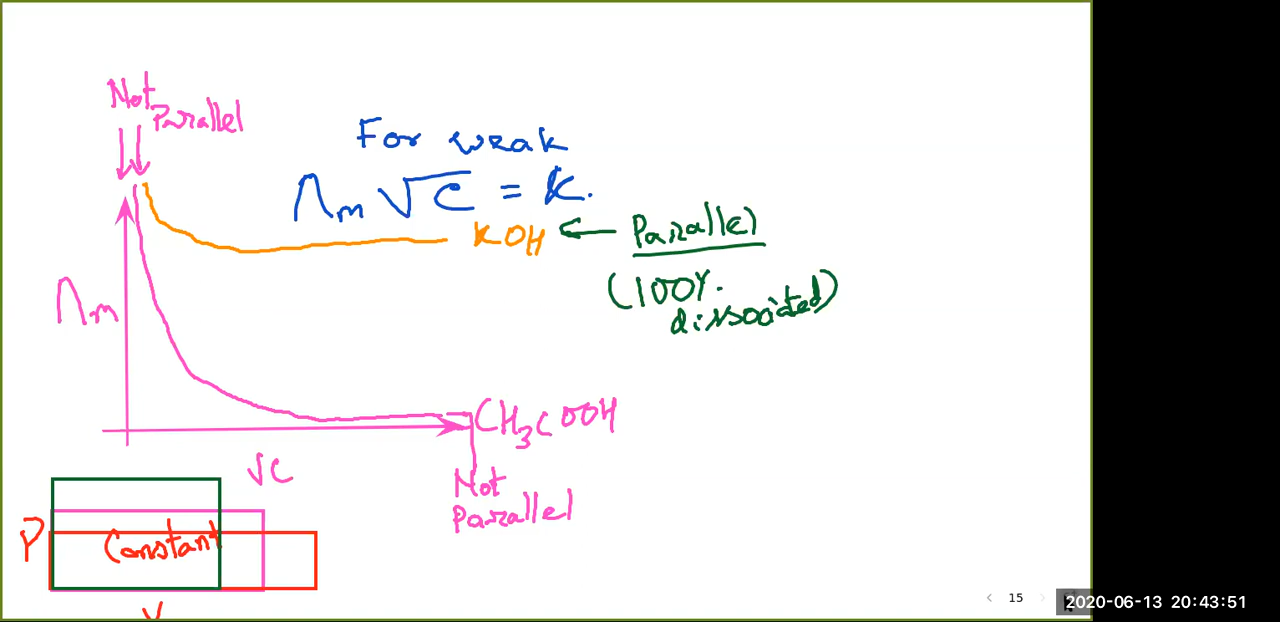 Not
Parallel
For weak
Λm √C = K.
KOH ← Parallel
(100%.
dissociated)
Λm
CH₃COOH
√C
Not
Parallel
P
Constant
V
< 15 >
2020-06-13 20:43:51